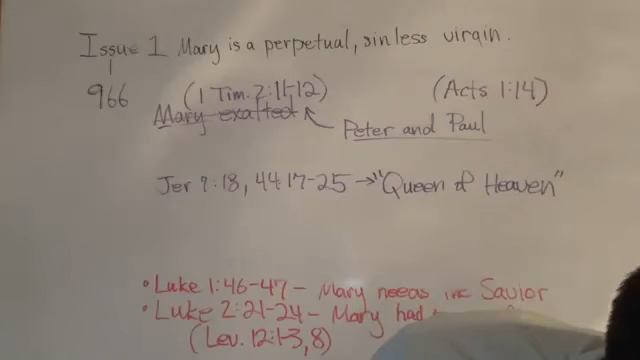 Issue 1 Mary is a perpetual, sinless virgin.
966 (1 Tim. 2:11-12) (Acts 1:14)
Mary exalted Peter and Paul
Jer 7:18, 44:17-25 → "Queen of Heaven"
• Luke 1:46-47 - Mary needs Savior
• Luke 2:21-24 - Mary had
(Lev. 12:1-3, 8)